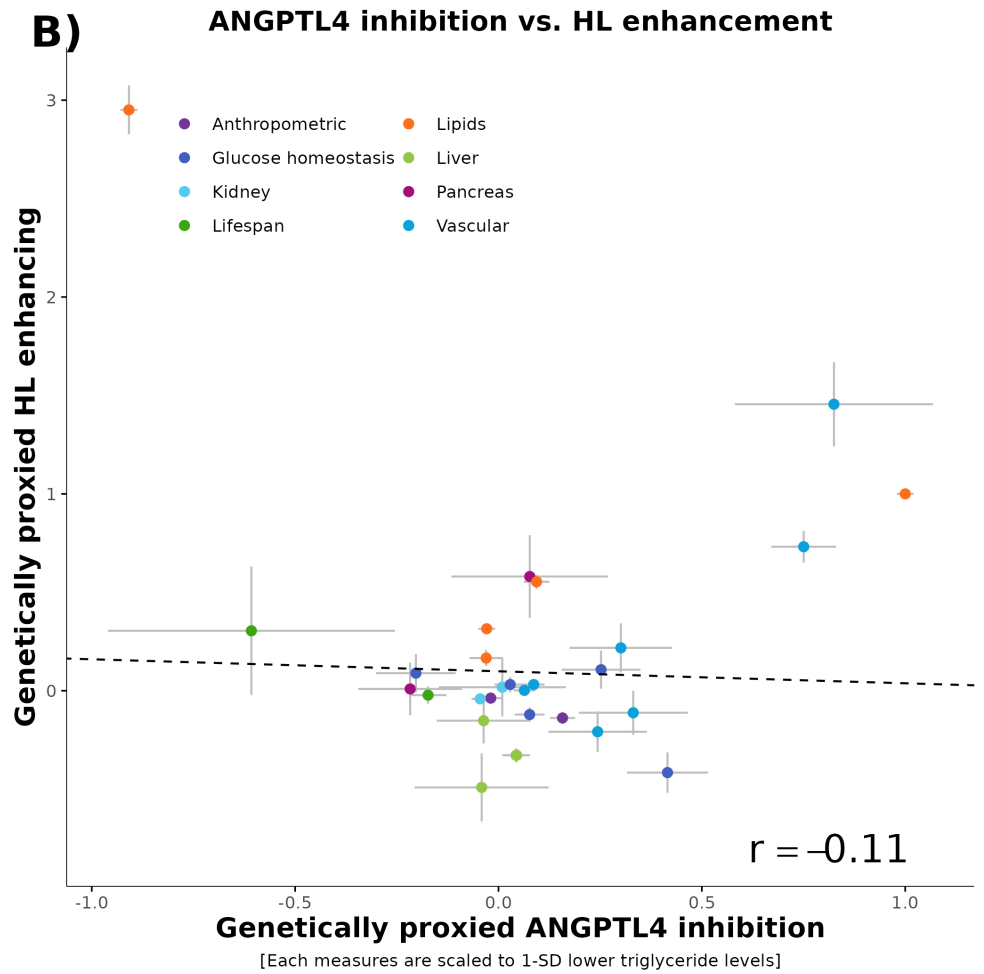 B)
ANGPTL4 inhibition vs. HL enhancement
Genetically proxied HL enhancing
3
2
1
0
Anthropometric
Glucose homeostasis
Kidney
Lifespan
Lipids
Liver
Pancreas
Vascular
r =–0.11
-1.0
-0.5
0.0
0.5
1.0
Genetically proxied ANGPTL4 inhibition
[Each measures are scaled to 1-SD lower triglyceride levels]